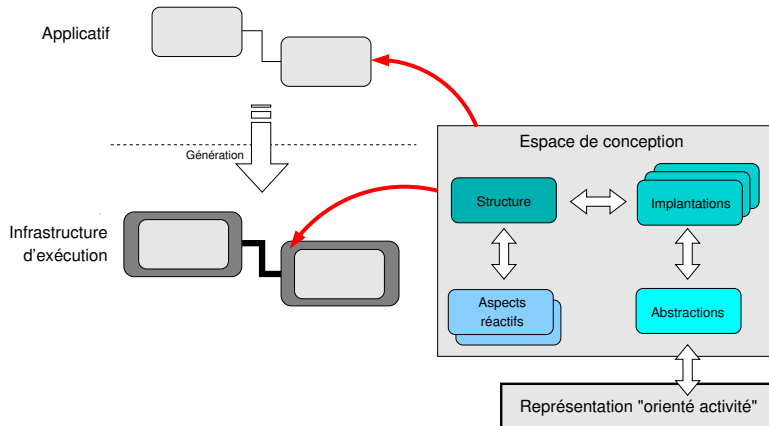 Applicatif
Génération
Infrastructure
d'exécution
Espace de conception
Structure
Implantations
Aspects
réactifs
Abstractions
Représentation "orienté activité"